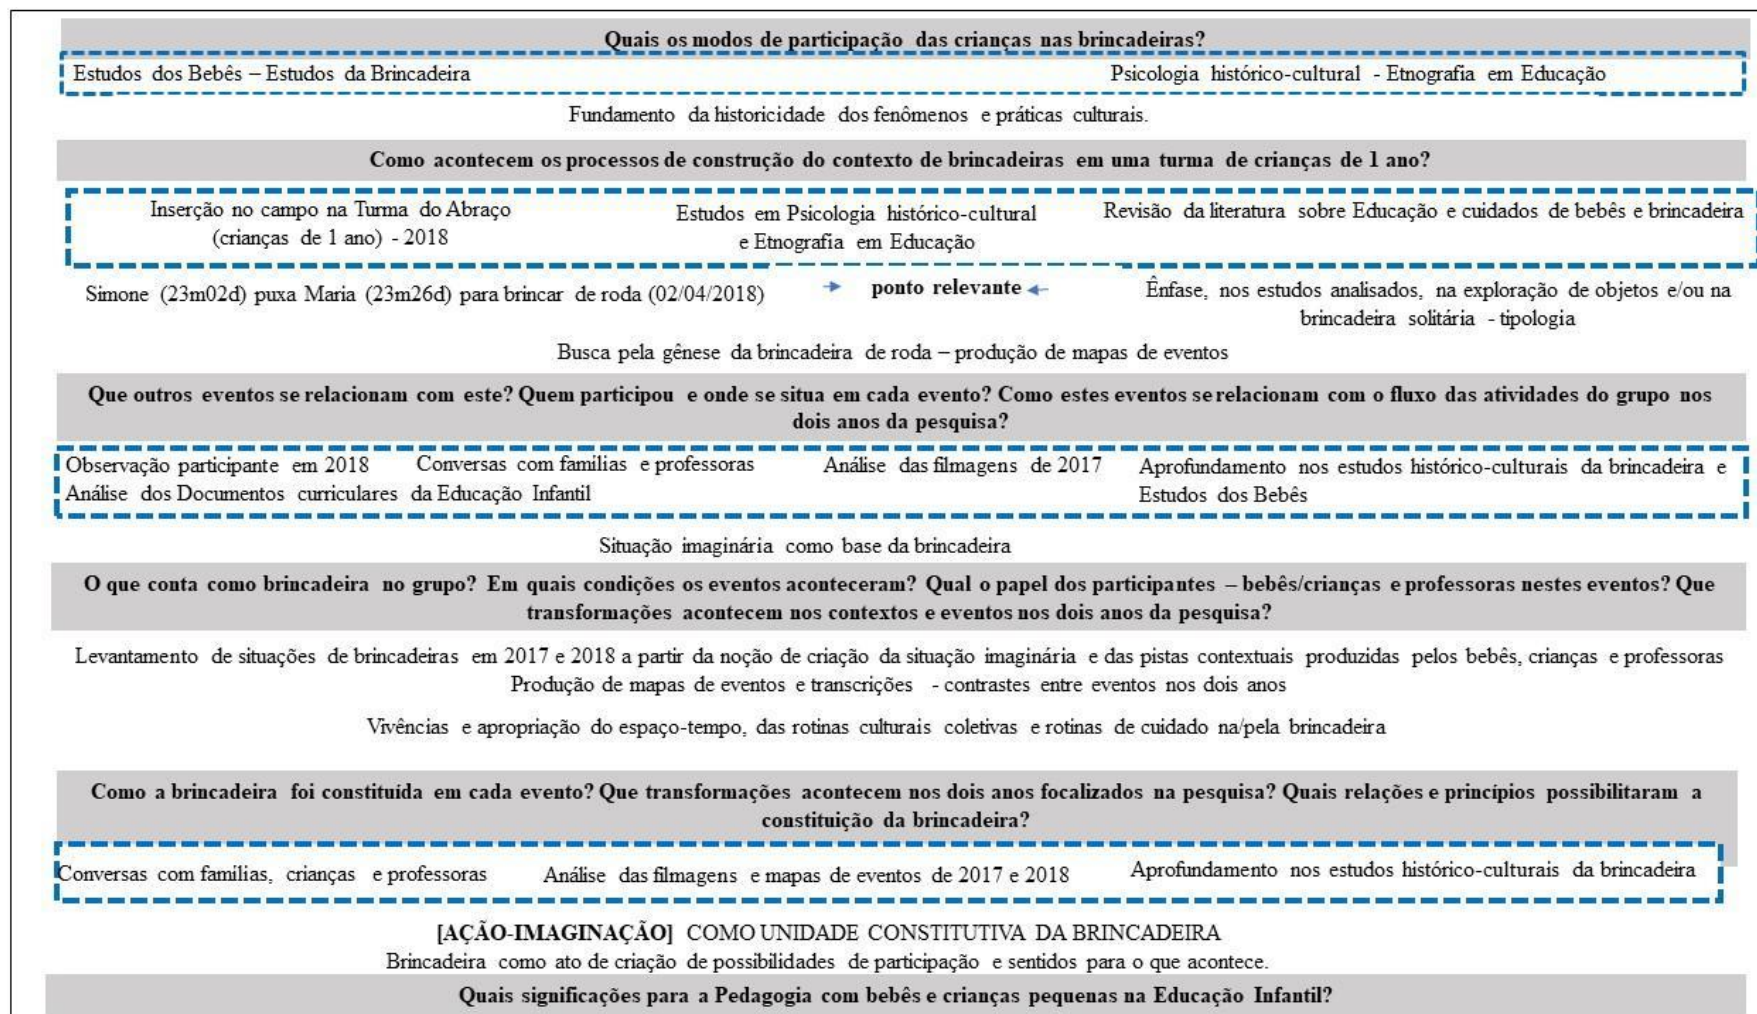 Quais os modos de participação das crianças nas brincadeiras?
Estudos dos Bebês – Estudos da Brincadeira
Psicologia histórico-cultural - Etnografia em Educação
Fundamento da historicidade dos fenômenos e práticas culturais.
Como acontecem os processos de construção do contexto de brincadeiras em uma turma de crianças de 1 ano?
Inserção no campo na Turma do Abraço
(crianças de 1 ano) - 2018
Estudos em Psicologia histórico-cultural
e Etnografia em Educação
Revisão da literatura sobre Educação e cuidados de bebês e brincadeira
Simone (23m02d) puxa Maria (23m26d) para brincar de roda (02/04/2018)
ponto relevante
Ênfase, nos estudos analisados, na exploração de objetos e/ou na
brincadeira solitária - tipologia
Busca pela gênese da brincadeira de roda – produção de mapas de eventos
Que outros eventos se relacionam com este? Quem participou e onde se situa em cada evento? Como estes eventos se relacionam com o fluxo das atividades do grupo nos
dois anos da pesquisa?
Observação participante em 2018
Conversas com famílias e professoras
Análise das filmagens de 2017
Análise dos Documentos curriculares da Educação Infantil
Aprofundamento nos estudos histórico-culturais da brincadeira e
Estudos dos Bebês
Situação imaginária como base da brincadeira
O que conta como brincadeira no grupo? Em quais condições os eventos aconteceram? Qual o papel dos participantes – bebês/crianças e professoras nestes eventos? Que
transformações acontecem nos contextos e eventos nos dois anos da pesquisa?
Levantamento de situações de brincadeiras em 2017 e 2018 a partir da noção de criação da situação imaginária e das pistas contextuais produzidas pelos bebês, crianças e professoras
Produção de mapas de eventos e transcrições - contrastes entre eventos nos dois anos
Vivências e apropriação do espaço-tempo, das rotinas culturais coletivas e rotinas de cuidado na/pela brincadeira
Como a brincadeira foi constituída em cada evento? Que transformações acontecem nos dois anos focalizados na pesquisa? Quais relações e princípios possibilitaram a
constituição da brincadeira?
Conversas com famílias, crianças e professoras
Análise das filmagens e mapas de eventos de 2017 e 2018
Aprofundamento nos estudos histórico-culturais da brincadeira
[AÇÃO-IMAGINAÇÃO] COMO UNIDADE CONSTITUTIVA DA BRINCADEIRA
Brincadeira como ato de criação de possibilidades de participação e sentidos para o que acontece.
Quais significações para a Pedagogia com bebês e crianças pequenas na Educação Infantil?